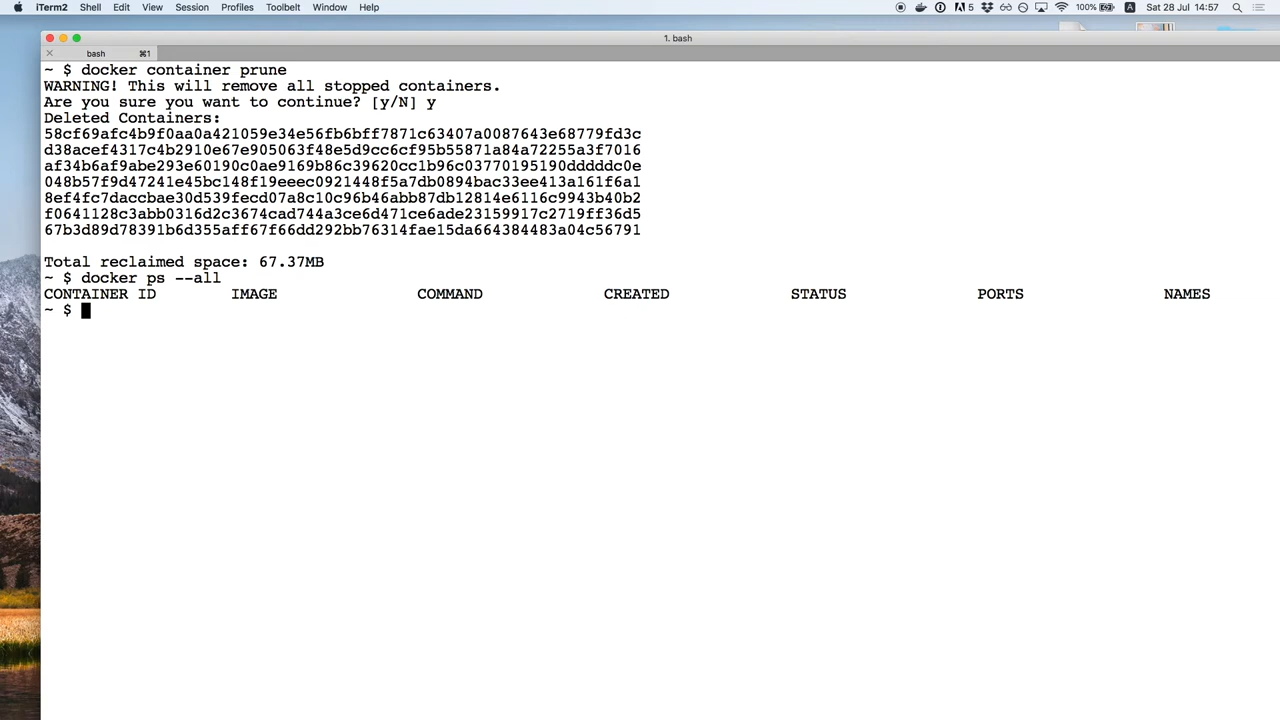 iTerm2 Shell Edit View Session Profiles Toolbelt Window Help 5 100% A Sat 28 Jul 14:57
1. bash
bash ⌘1
~ $ docker container prune
WARNING! This will remove all stopped containers.
Are you sure you want to continue? [y/N] y
Deleted Containers:
58cf69afc4b9f0aa0a421059e34e56fb6bff7871c63407a0087643e68779fd3c
d38acef4317c4b2910e67e905063f48e5d9cc6cf95b55871a84a72255a3f7016
af34b6af9abe293e60190c0ae9169b86c39620cc1b96c03770195190dddddc0e
048b57f9d47241e45bc148f19eeec0921448f5a7db0894bac33ee413a161f6a1
8ef4fc7daccbae30d539fecd07a8c10c96b46abb87db12814e6116c9943b40b2
f0641128c3abb0316d2c3674cad744a3ce6d471ce6ade23159917c2719ff36d5
67b3d89d78391b6d355aff67f66dd292bb76314fae15da664384483a04c56791
Total reclaimed space: 67.37MB
~ $ docker ps --all
CONTAINER ID IMAGE COMMAND CREATED STATUS PORTS NAMES
~ $